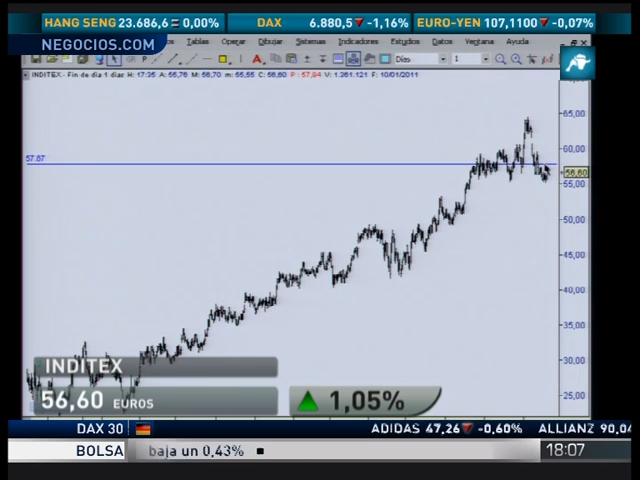 HANG SENG 23.686,6 = 0,00% DAX 6.880,5 ▼ -1,16% EURO-YEN 107,1100 ▼ -0,07%
NEGOCIOS.COM
Tablas Operar Dibujar Sistemas Indicadores Estudios Datos Ventana Ayuda
Días 1
INDITEX - Fin de día 1 días H: 17:35 A: 55,76 M: 56,70 m: 55,55 C: 56,60 P: 57,94 V: 1.361.121 F: 10/01/2011
65,00
60,00
57.87
56,60
55,00
50,00
45,00
40,00
35,00
30,00
25,00
INDITEX
56,60 EUROS ▲ 1,05%
DAX 30 ADIDAS 47,26 ▼ -0,60% ALLIANZ 90,04
BOLSA baja un 0,43% ■ 18:07